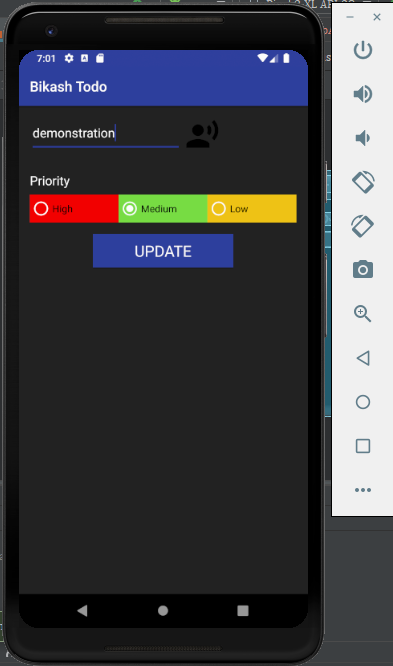 7:01
Bikash Todo
demonstration
Priority
High Medium Low
UPDATE